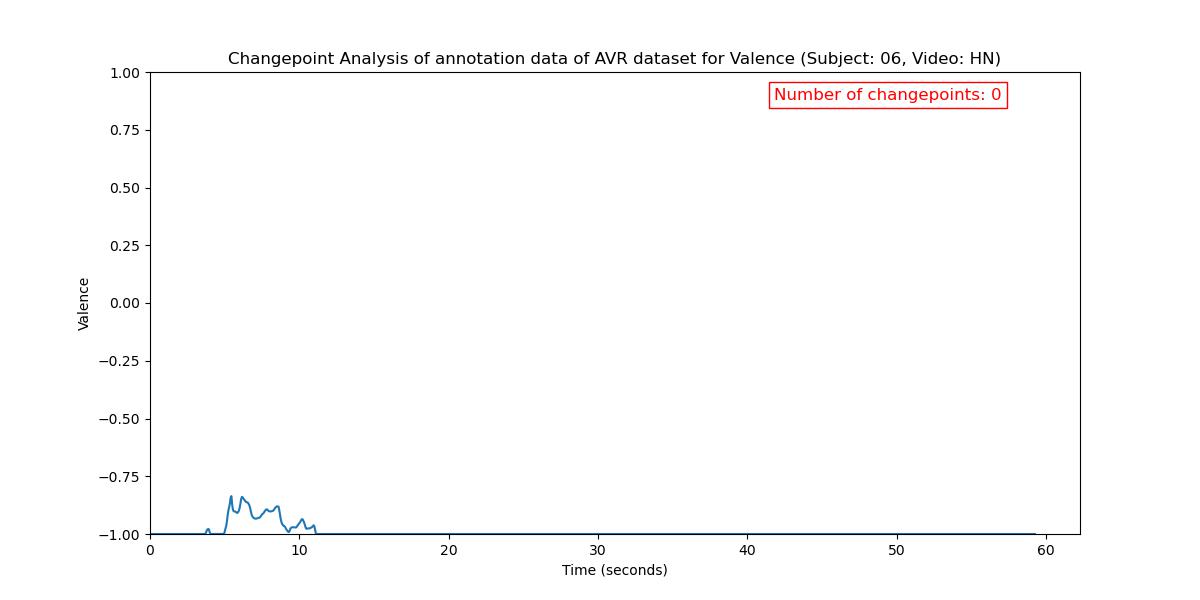 Changepoint Analysis of annotation data of AVR dataset for Valence (Subject: 06, Video: HN)
Number of changepoints: 0
1.00
0.75
0.50
0.25
0.00
−0.25
−0.50
−0.75
−1.00
Valence
0 10 20 30 40 50 60
Time (seconds)